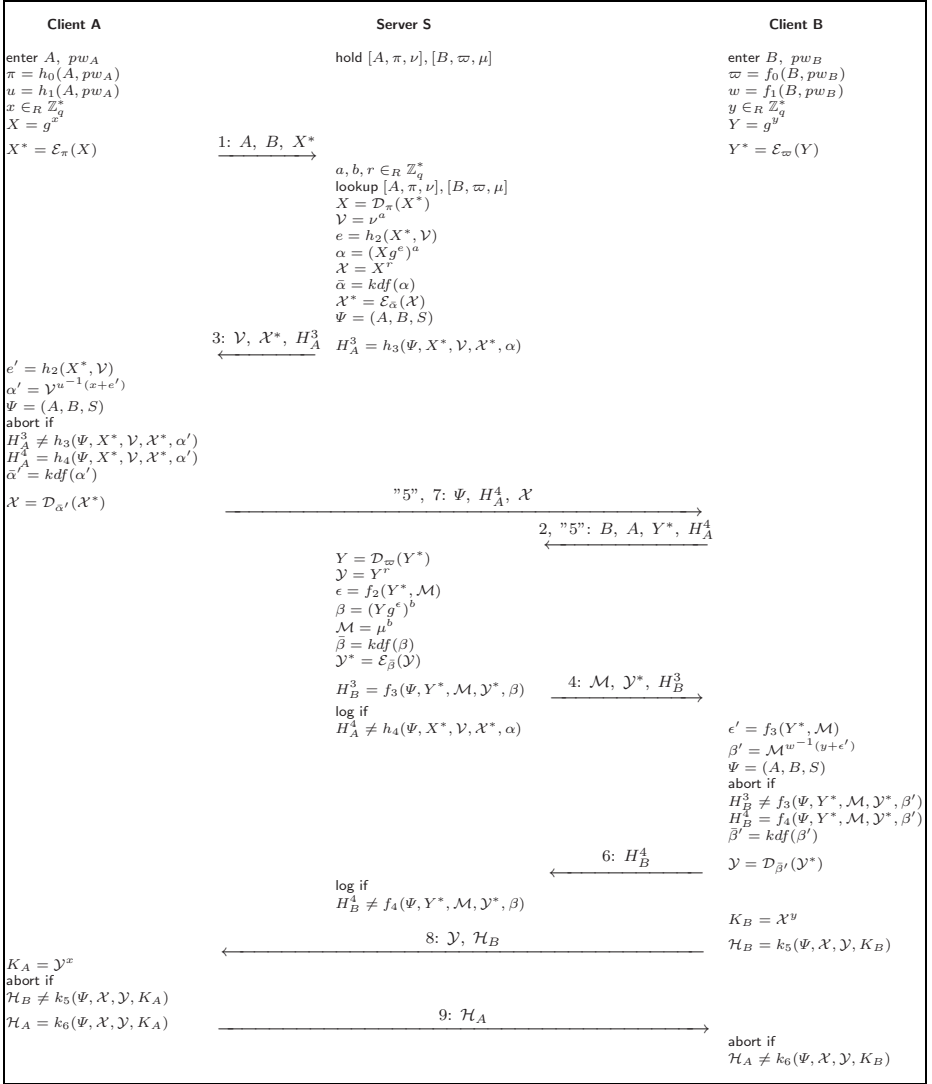 Client A Server S Client B
enter A, pw_A hold [A, π, ν], [B, ϖ, μ] enter B, pw_B
π = h_0(A, pw_A) ϖ = f_0(B, pw_B)
u = h_1(A, pw_A) w = f_1(B, pw_B)
x ∈_R ℤ*_q y ∈_R ℤ*_q
X = g^x Y = g^y
X* = ℰ_π(X) 1: A, B, X* Y* = ℰ_ϖ(Y)
a, b, r ∈_R ℤ*_q
lookup [A, π, ν], [B, ϖ, μ]
X = 𝒟_π(X*)
𝒱 = ν^a
e = h_2(X*, 𝒱)
α = (Xg^e)^a
𝒳 = X^r
ᾱ = kdf(α)
𝒳* = ℰ_ᾱ(𝒳)
Ψ = (A, B, S)
3: 𝒱, 𝒳*, H_A^3 H_A^3 = h_3(Ψ, X*, 𝒱, 𝒳*, α)
e′ = h_2(X*, 𝒱)
α′ = 𝒱^{u^{-1}(x+e′)}
Ψ = (A, B, S)
abort if
H_A^3 ≠ h_3(Ψ, X*, 𝒱, 𝒳*, α′)
H_A^4 = h_4(Ψ, X*, 𝒱, 𝒳*, α′)
ᾱ′ = kdf(α′)
𝒳 = 𝒟_ᾱ′(𝒳*) "5", 7: Ψ, H_A^4, 𝒳
2, "5": B, A, Y*, H_A^4
Y = 𝒟_ϖ(Y*)
𝒴 = Y^r
ϵ = f_2(Y*, ℳ)
β = (Yg^ϵ)^b
ℳ = μ^b
β̄ = kdf(β)
𝒴* = ℰ_β̄(𝒴)
H_B^3 = f_3(Ψ, Y*, ℳ, 𝒴*, β) 4: ℳ, 𝒴*, H_B^3
log if
H_A^4 ≠ h_4(Ψ, X*, 𝒱, 𝒳*, α) ϵ′ = f_3(Y*, ℳ)
β′ = ℳ^{w^{-1}(y+ϵ′)}
Ψ = (A, B, S)
abort if
H_B^3 ≠ f_3(Ψ, Y*, ℳ, 𝒴*, β′)
H_B^4 = f_4(Ψ, Y*, ℳ, 𝒴*, β′)
β̄′ = kdf(β′)
6: H_B^4 𝒴 = 𝒟_β̄′(𝒴*)
log if
H_B^4 ≠ f_4(Ψ, Y*, ℳ, 𝒴*, β)
K_B = 𝒳^y
8: 𝒴, ℋ_B ℋ_B = k_5(Ψ, 𝒳, 𝒴, K_B)
K_A = 𝒴^x
abort if
ℋ_B ≠ k_5(Ψ, 𝒳, 𝒴, K_A)
ℋ_A = k_6(Ψ, 𝒳, 𝒴, K_A) 9: ℋ_A
abort if
ℋ_A ≠ k_6(Ψ, 𝒳, 𝒴, K_B)